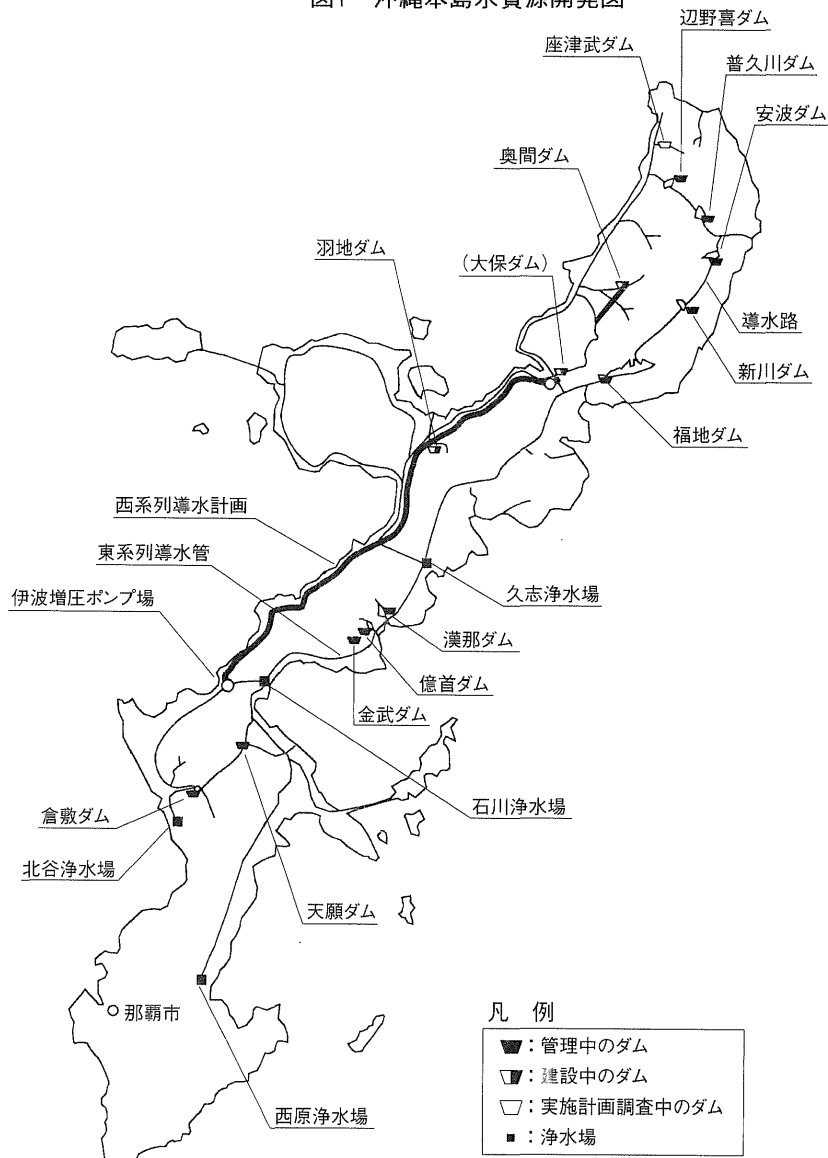 図1 沖縄本島水資源開発図
辺野喜ダム
座津武ダム
普久川ダム
安波ダム
奥間ダム
羽地ダム
(大保ダム)
導水路
新川ダム
福地ダム
西系列導水計画
東系列導水管
伊波増圧ポンプ場
久志浄水場
漢那ダム
億首ダム
金武ダム
石川浄水場
倉敷ダム
北谷浄水場
天願ダム
那覇市
西原浄水場
凡 例
:管理中のダム
:建設中のダム
:実施計画調査中のダム
:浄水場